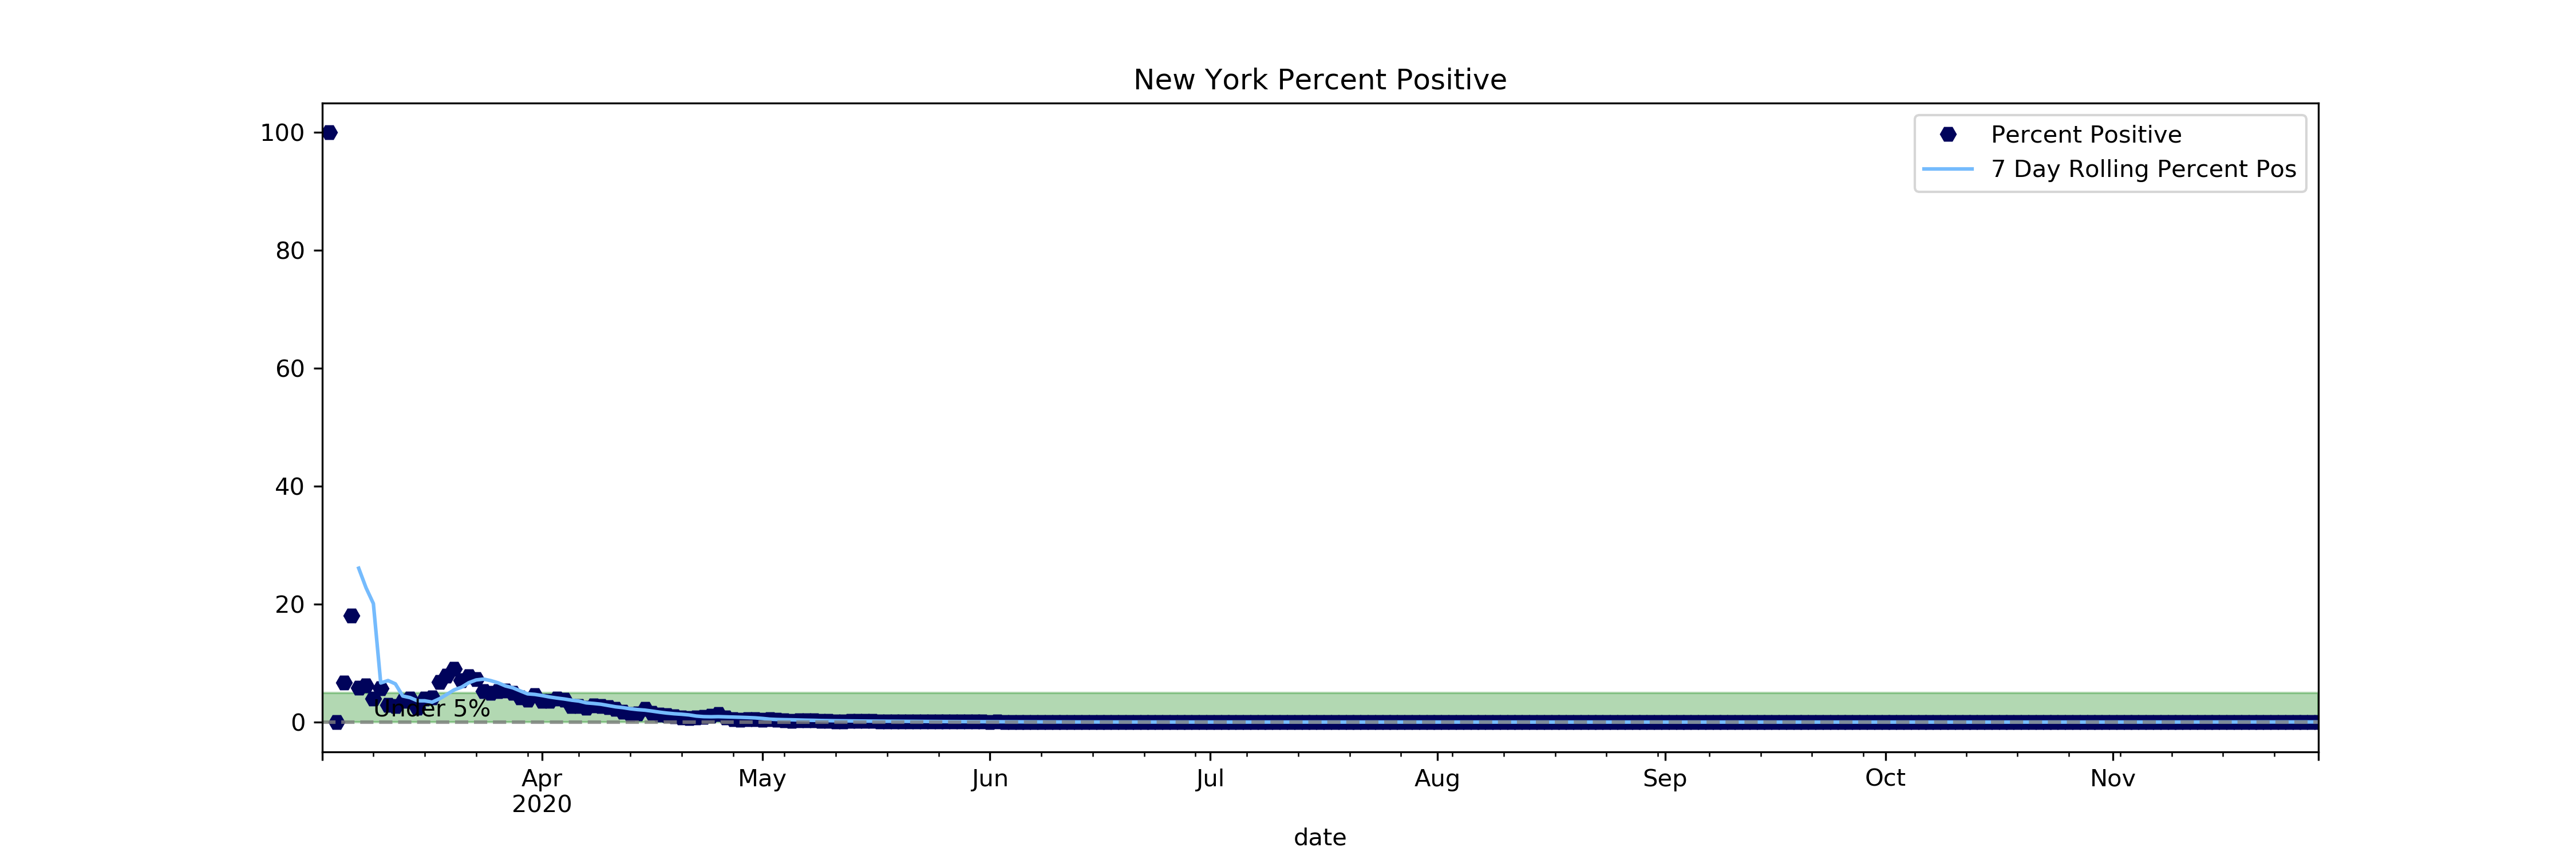 New York Percent Positive
Percent Positive
7 Day Rolling Percent Pos
100
80
60
40
20
0
Under 5%
Apr
2020
May
Jun
Jul
Aug
Sep
Oct
Nov
date